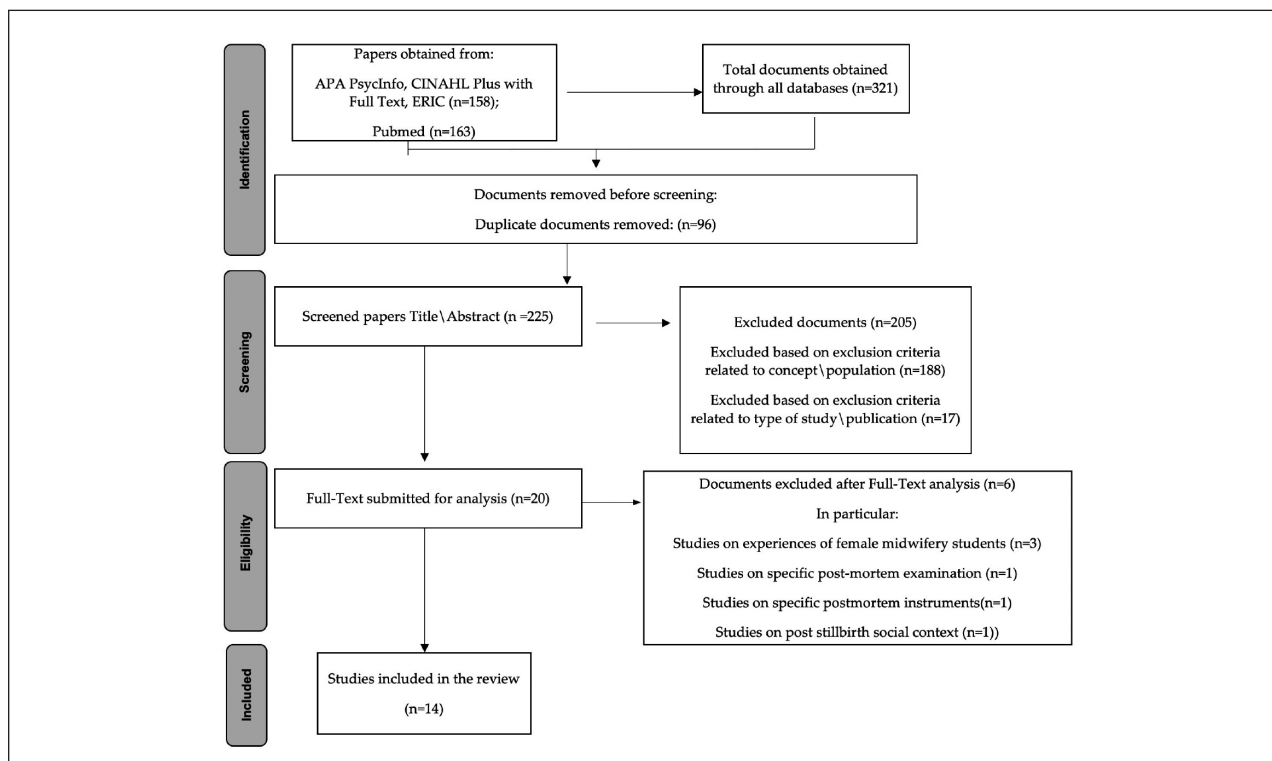 Identification
Papers obtained from:
APA PsycInfo, CINAHL Plus with
Full Text, ERIC (n=158);
Pubmed (n=163)
Total documents obtained
through all databases (n=321)
Documents removed before screening:
Duplicate documents removed: (n=96)
Screening
Screened papers Title\Abstract (n =225)
Excluded documents (n=205)
Excluded based on exclusion criteria
related to concept\population (n=188)
Excluded based on exclusion criteria
related to type of study\publication (n=17)
Eligibility
Full-Text submitted for analysis (n=20)
Documents excluded after Full-Text analysis (n=6)
In particular:
Studies on experiences of female midwifery students (n=3)
Studies on specific post-mortem examination (n=1)
Studies on specific postmortem instruments(n=1)
Studies on post stillbirth social context (n=1))
Included
Studies included in the review
(n=14)